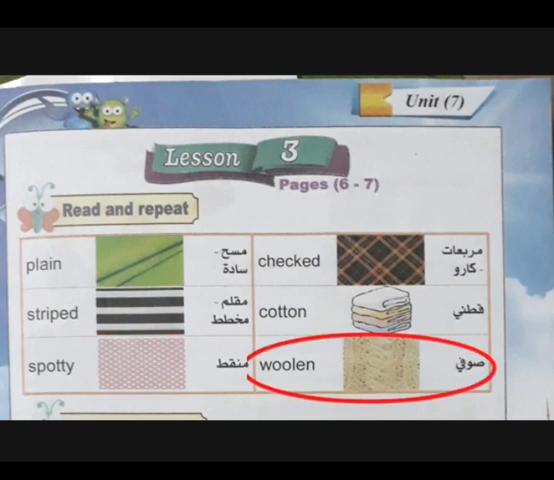 Unit (7)
Lesson 3
Pages (6 - 7)
Read and repeat
plain
مسح -
سادة
checked
مربعات
- كارو
striped
مقلم -
مخطط
cotton
قطني
spotty
منقط
woolen
صوفي